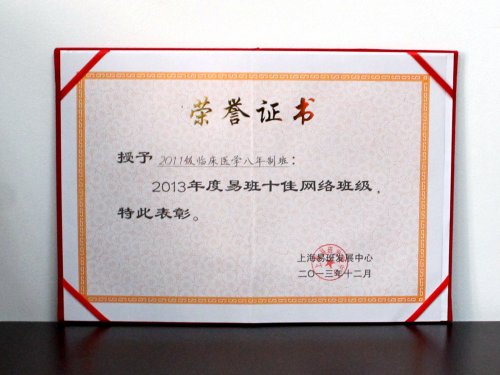 荣誉证书
授予 2011级临床医学八年制班：
2013年度易班十佳网络班级，
特此表彰。
上海易班发展中心
二〇一三年十二月